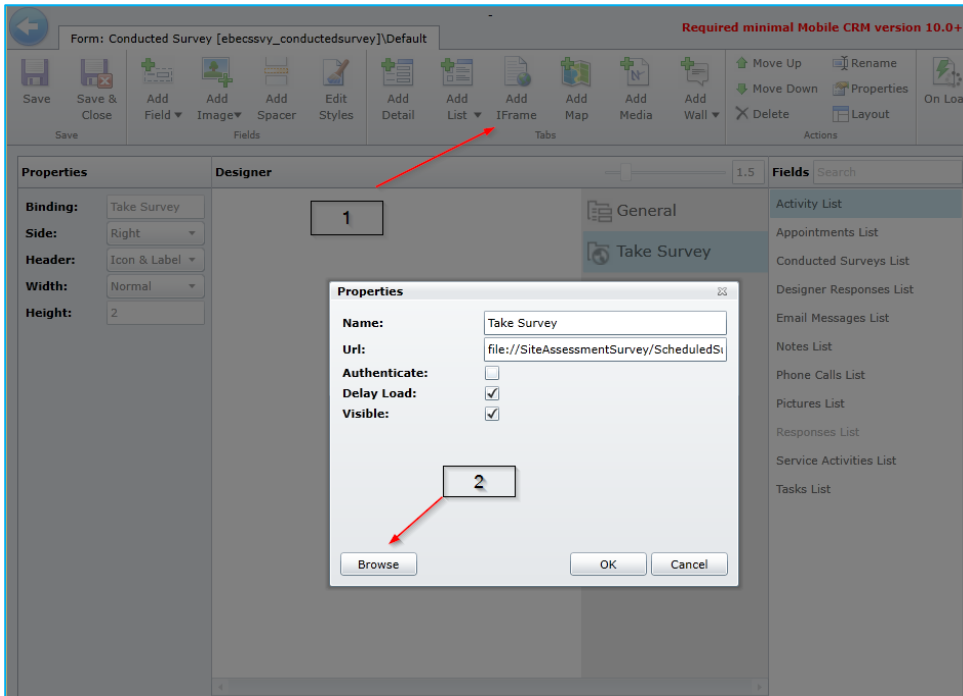 -
Required minimal Mobile CRM version 10.0+
Form: Conducted Survey [ebecssvy_conductedsurvey]\Default
Save
Save & Close
Add Field
Add Image
Add Spacer
Edit Styles
Add Detail
Add List
Add IFrame
Add Map
Add Media
Add Wall
Move Up
Rename
Move Down
Properties
Delete
Layout
On Loa
Save
Fields
Tabs
Actions
Properties
Designer
1.5
Fields
Search
Binding: Take Survey
Side: Right
Header: Icon & Label
Width: Normal
Height: 2
1
General
Take Survey
Activity List
Appointments List
Conducted Surveys List
Designer Responses List
Email Messages List
Notes List
Phone Calls List
Pictures List
Responses List
Service Activities List
Tasks List
Properties
Name: Take Survey
Url: file://SiteAssessmentSurvey/ScheduledSu
Authenticate:
Delay Load:
Visible:
2
Browse
OK
Cancel